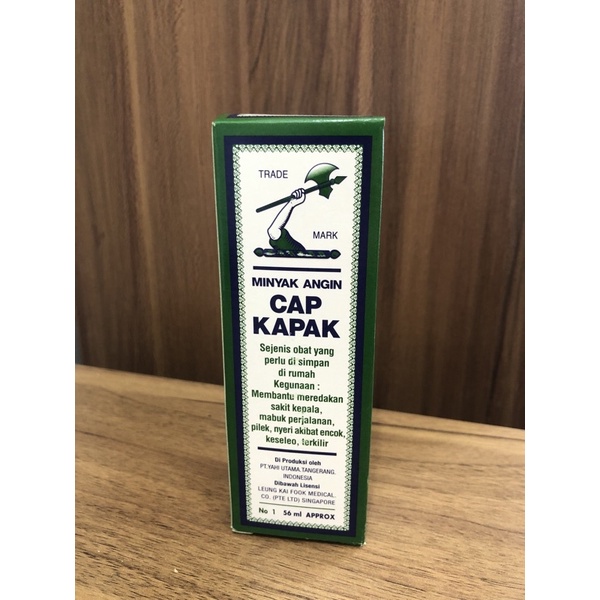 TRADE
MARK
MINYAK ANGIN
CAP
KAPAK
Sejenis obat yang
perlu di simpan
di rumah
Kegunaan :
Membantu meredakan
sakit kepala,
mabuk perjalanan,
pilek, nyeri akibat encok,
keseleo, terkilir
Di Produksi oleh
PT.YAHI UTAMA,TANGERANG,
INDONESIA
Dibawah Lisensi
LEUNG KAI FOOK MEDICAL
CO. (PTE LTD) SINGAPORE
No 1 56 ml APPROX